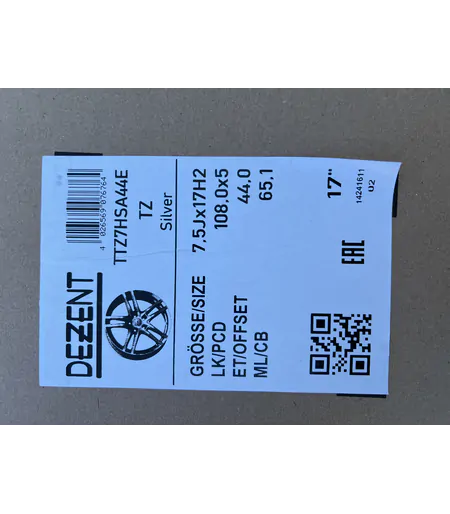 DEZENT
4 026569 076764
TTZ7HSA44E
TZ
Silver
GRÖSSE/SIZE 7.5Jx17H2
LK/PCD 108.0x5
ET/OFFSET 44.0
ML/CB 65.1
EAC 17"
14241611
02